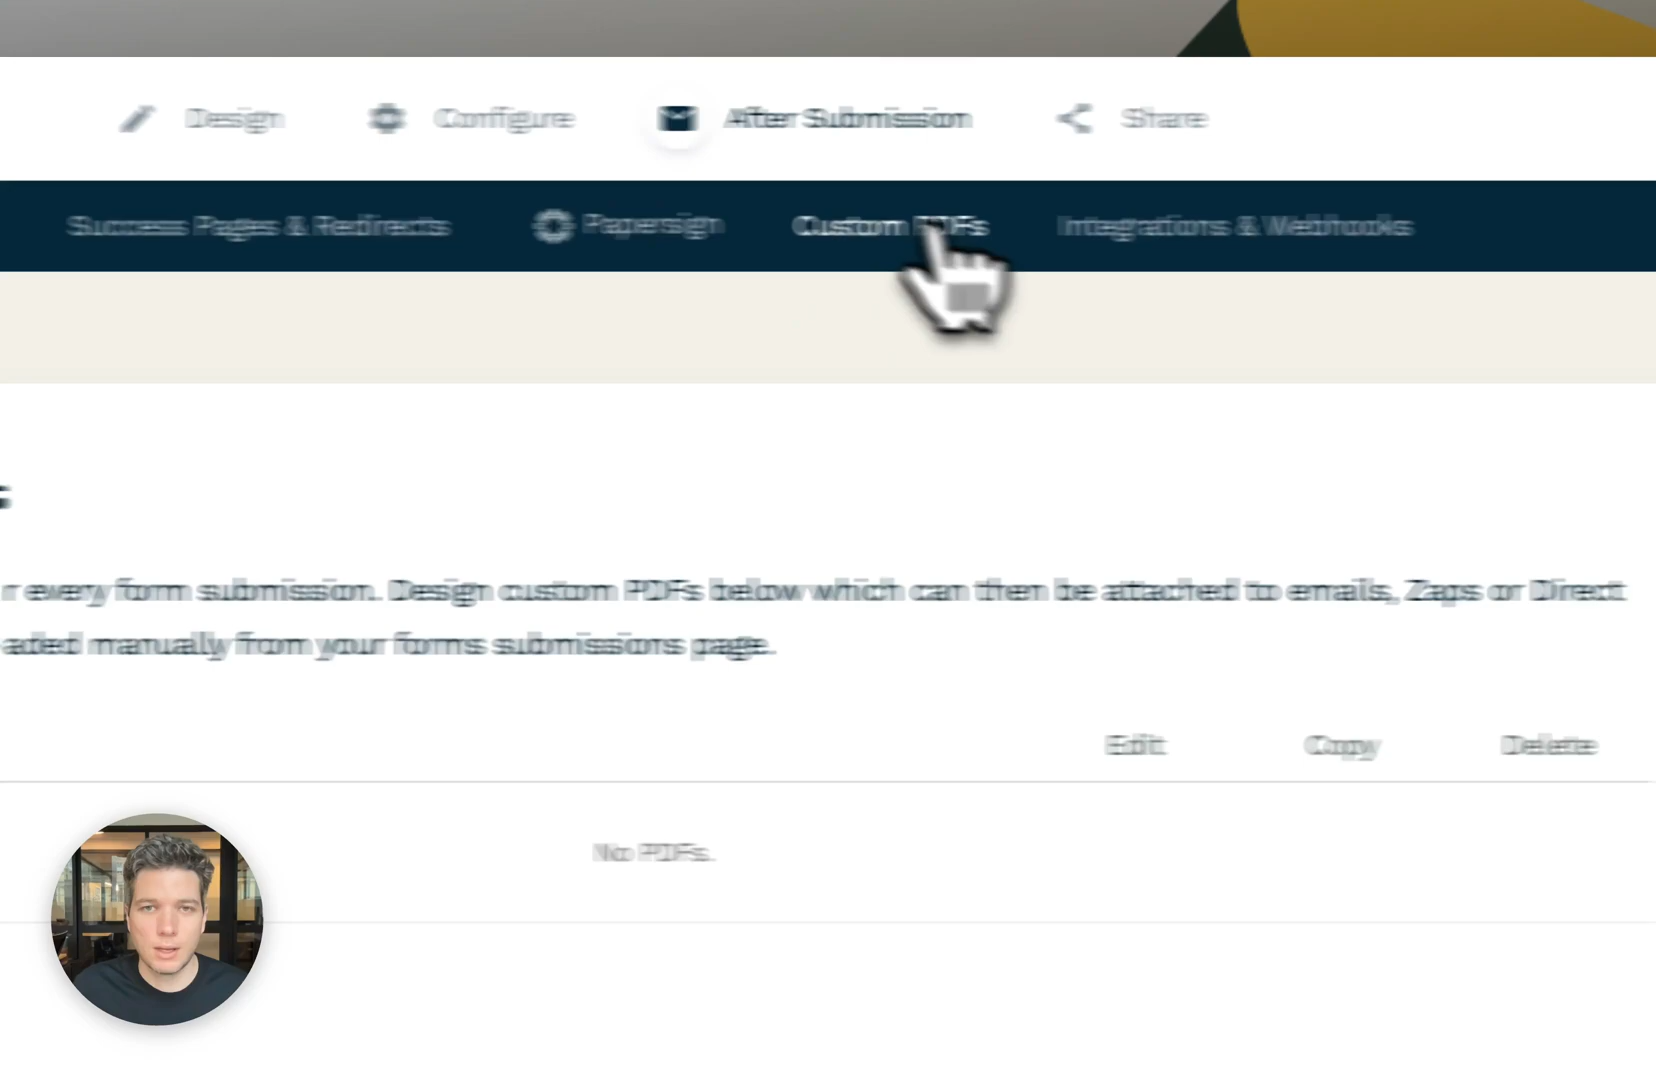 Design Configure After Submission Share
Success Pages & Redirects Papersign Custom PDFs Integrations & Webhooks
r every form submission. Design custom PDFs below which can then be attached to emails, Zaps or Direct
aded manually from your forms submissions page.
Edit Copy Delete
No PDFs.